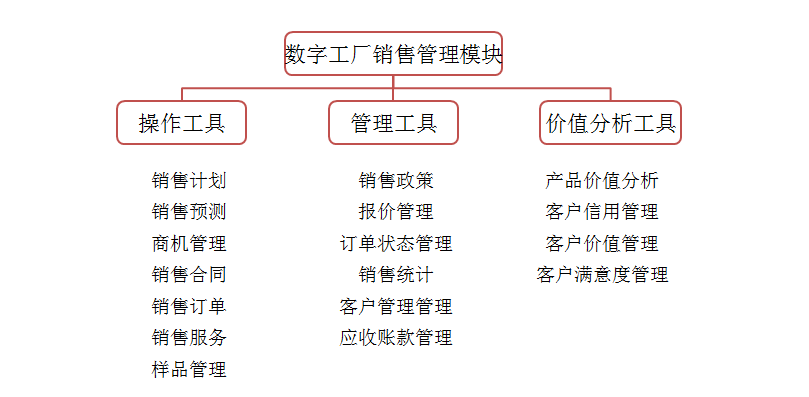 数字工厂销售管理模块
操作工具
管理工具
价值分析工具
销售计划
销售预测
商机管理
销售合同
销售订单
销售服务
样品管理
销售政策
报价管理
订单状态管理
销售统计
客户管理管理
应收账款管理
产品价值分析
客户信用管理
客户价值管理
客户满意度管理